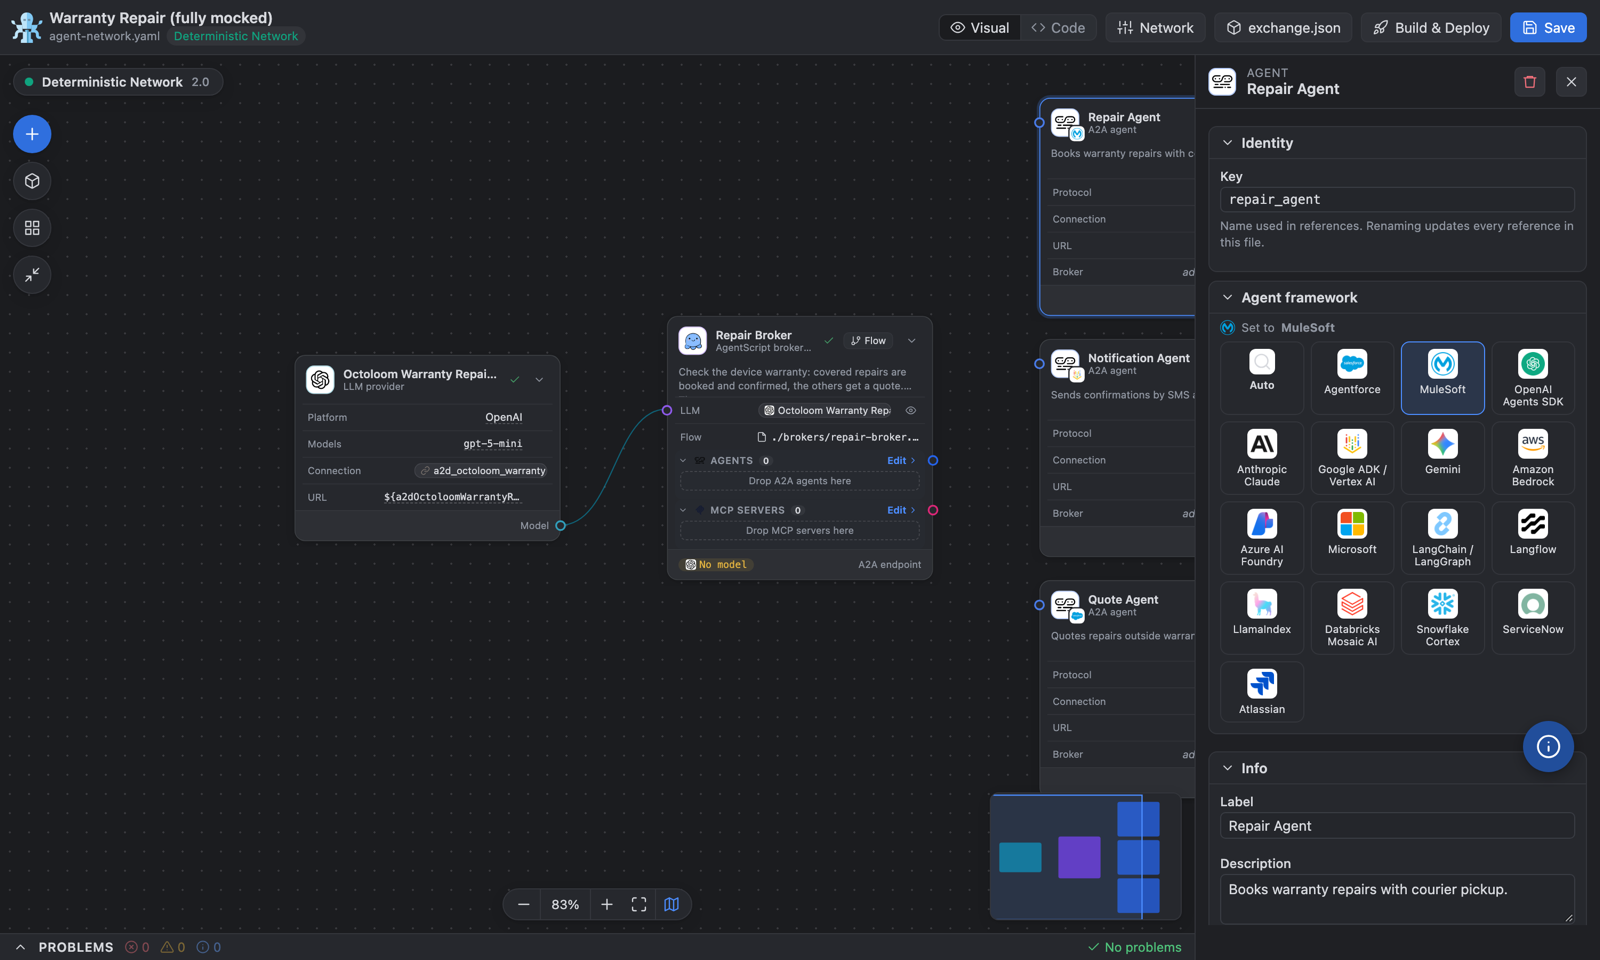 Warranty Repair (fully mocked)
agent-network.yaml
Deterministic Network
Visual
Code
Network
exchange.json
Build & Deploy
Save
Deterministic Network 2.0
Octoloom Warranty Repai...
LLM provider
Platform
OpenAI
Models
gpt-5-mini
Connection
a2d_octoloom_warranty
URL
${a2dOctoloomWarrantyR...
Model
Repair Broker
AgentScript broker...
Flow
Check the device warranty: covered repairs are
booked and confirmed, the others get a quote....
LLM
Octoloom Warranty Repa
Flow
./brokers/repair-broker....
AGENTS 0
Edit
Drop A2A agents here
MCP SERVERS 0
Edit
Drop MCP servers here
No model
A2A endpoint
Repair Agent
A2A agent
Books warranty repairs with c
Protocol
Connection
URL
Broker
ad
Notification Agent
A2A agent
Sends confirmations by SMS a
Protocol
Connection
URL
Broker
ad
Quote Agent
A2A agent
Quotes repairs outside warran
Protocol
Connection
URL
Broker
ad
83%
PROBLEMS 0 0 0
No problems
AGENT
Repair Agent
Identity
Key
repair_agent
Name used in references. Renaming updates every reference in
this file.
Agent framework
Set to MuleSoft
Auto
Agentforce
MuleSoft
OpenAI
Agents SDK
Anthropic
Claude
Google ADK /
Vertex AI
Gemini
Amazon
Bedrock
Azure AI
Foundry
Microsoft
LangChain /
LangGraph
Langflow
LlamaIndex
Databricks
Mosaic AI
Snowflake
Cortex
ServiceNow
Atlassian
Info
Label
Repair Agent
Description
Books warranty repairs with courier pickup.